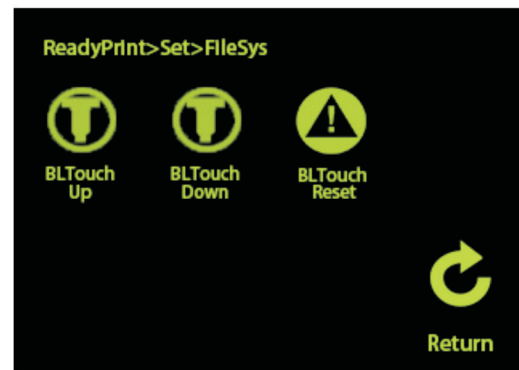 ReadyPrint>Set>FIleSys
BLTouch
Up
BLTouch
Down
BLTouch
Reset
Return